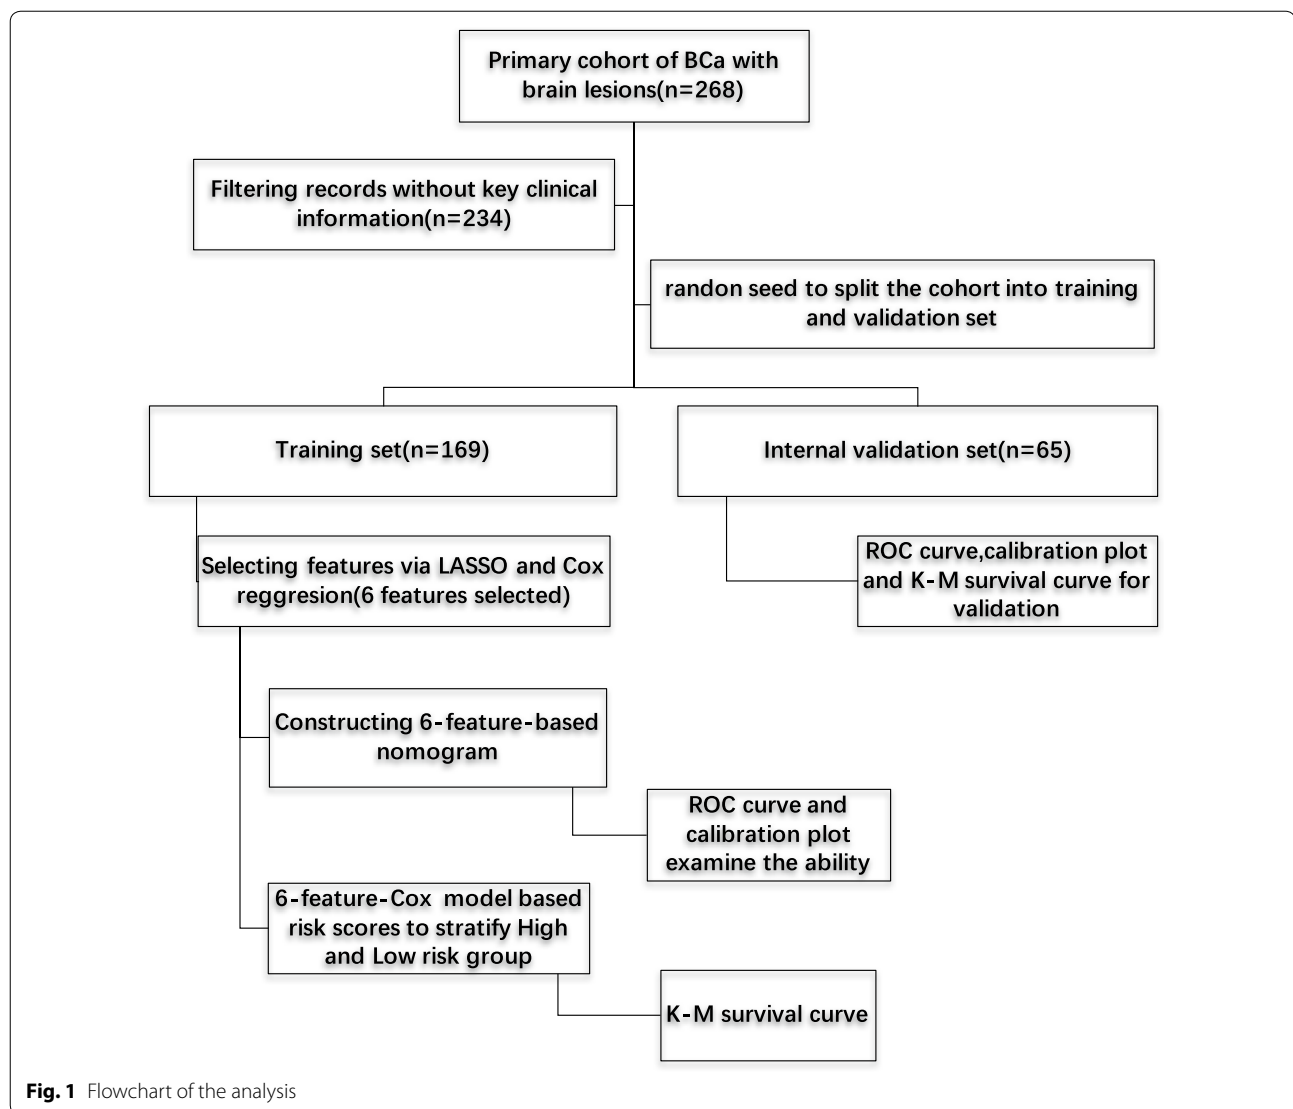 Primary cohort of BCa with
brain lesions(n=268)
Filtering records without key clinical
information(n=234)
randon seed to split the cohort into training
and validation set
Training set(n=169)
Internal validation set(n=65)
Selecting features via LASSO and Cox
reggresion(6 features selected)
ROC curve,calibration plot
and K-M survival curve for
validation
Constructing 6-feature-based
nomogram
ROC curve and
calibration plot
examine the ability
6-feature-Cox model based
risk scores to stratify High
and Low risk group
K-M survival curve
Fig. 1 Flowchart of the analysis